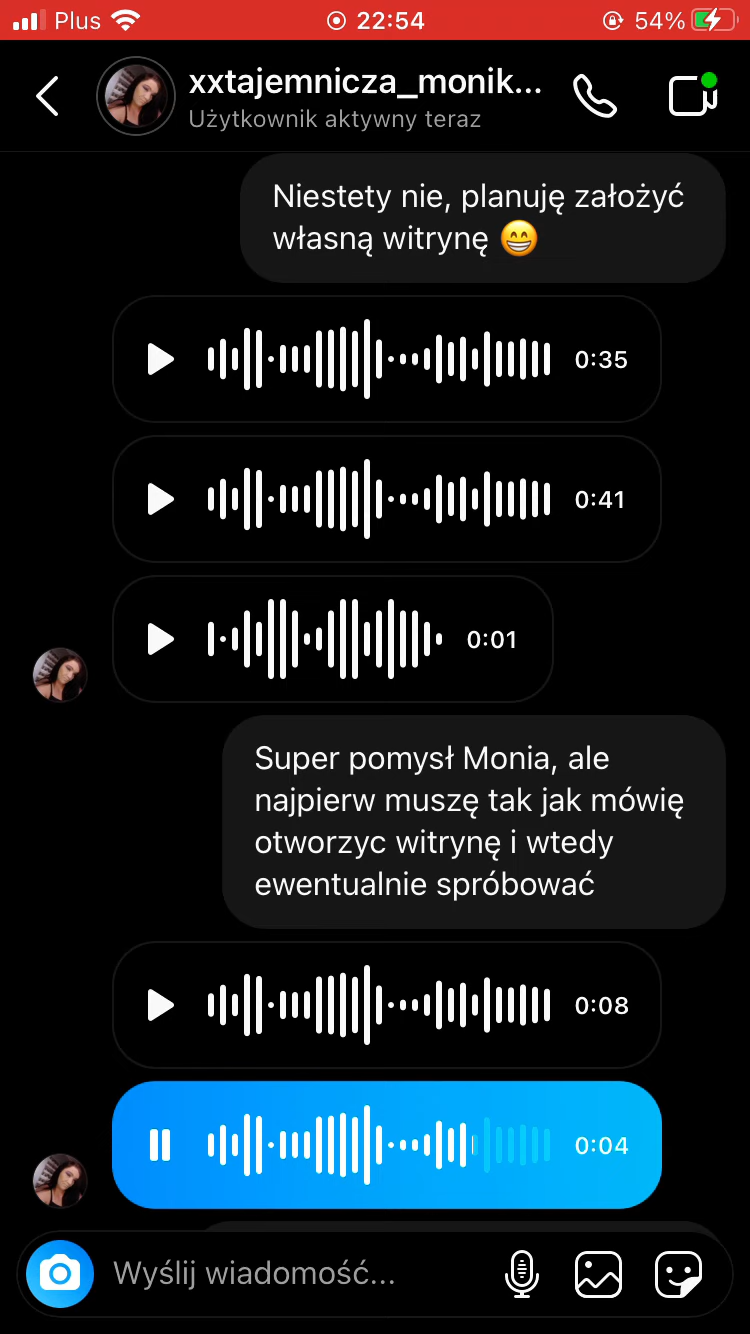 Plus 22:54 54%
xxtajemnicza_monik...
Użytkownik aktywny teraz
Niestety nie, planuję założyć
własną witrynę 😁
0:35
0:41
0:01
Super pomysł Monia, ale
najpierw muszę tak jak mówię
otworzyc witrynę i wtedy
ewentualnie spróbować
0:08
0:04
Wyślij wiadomość...